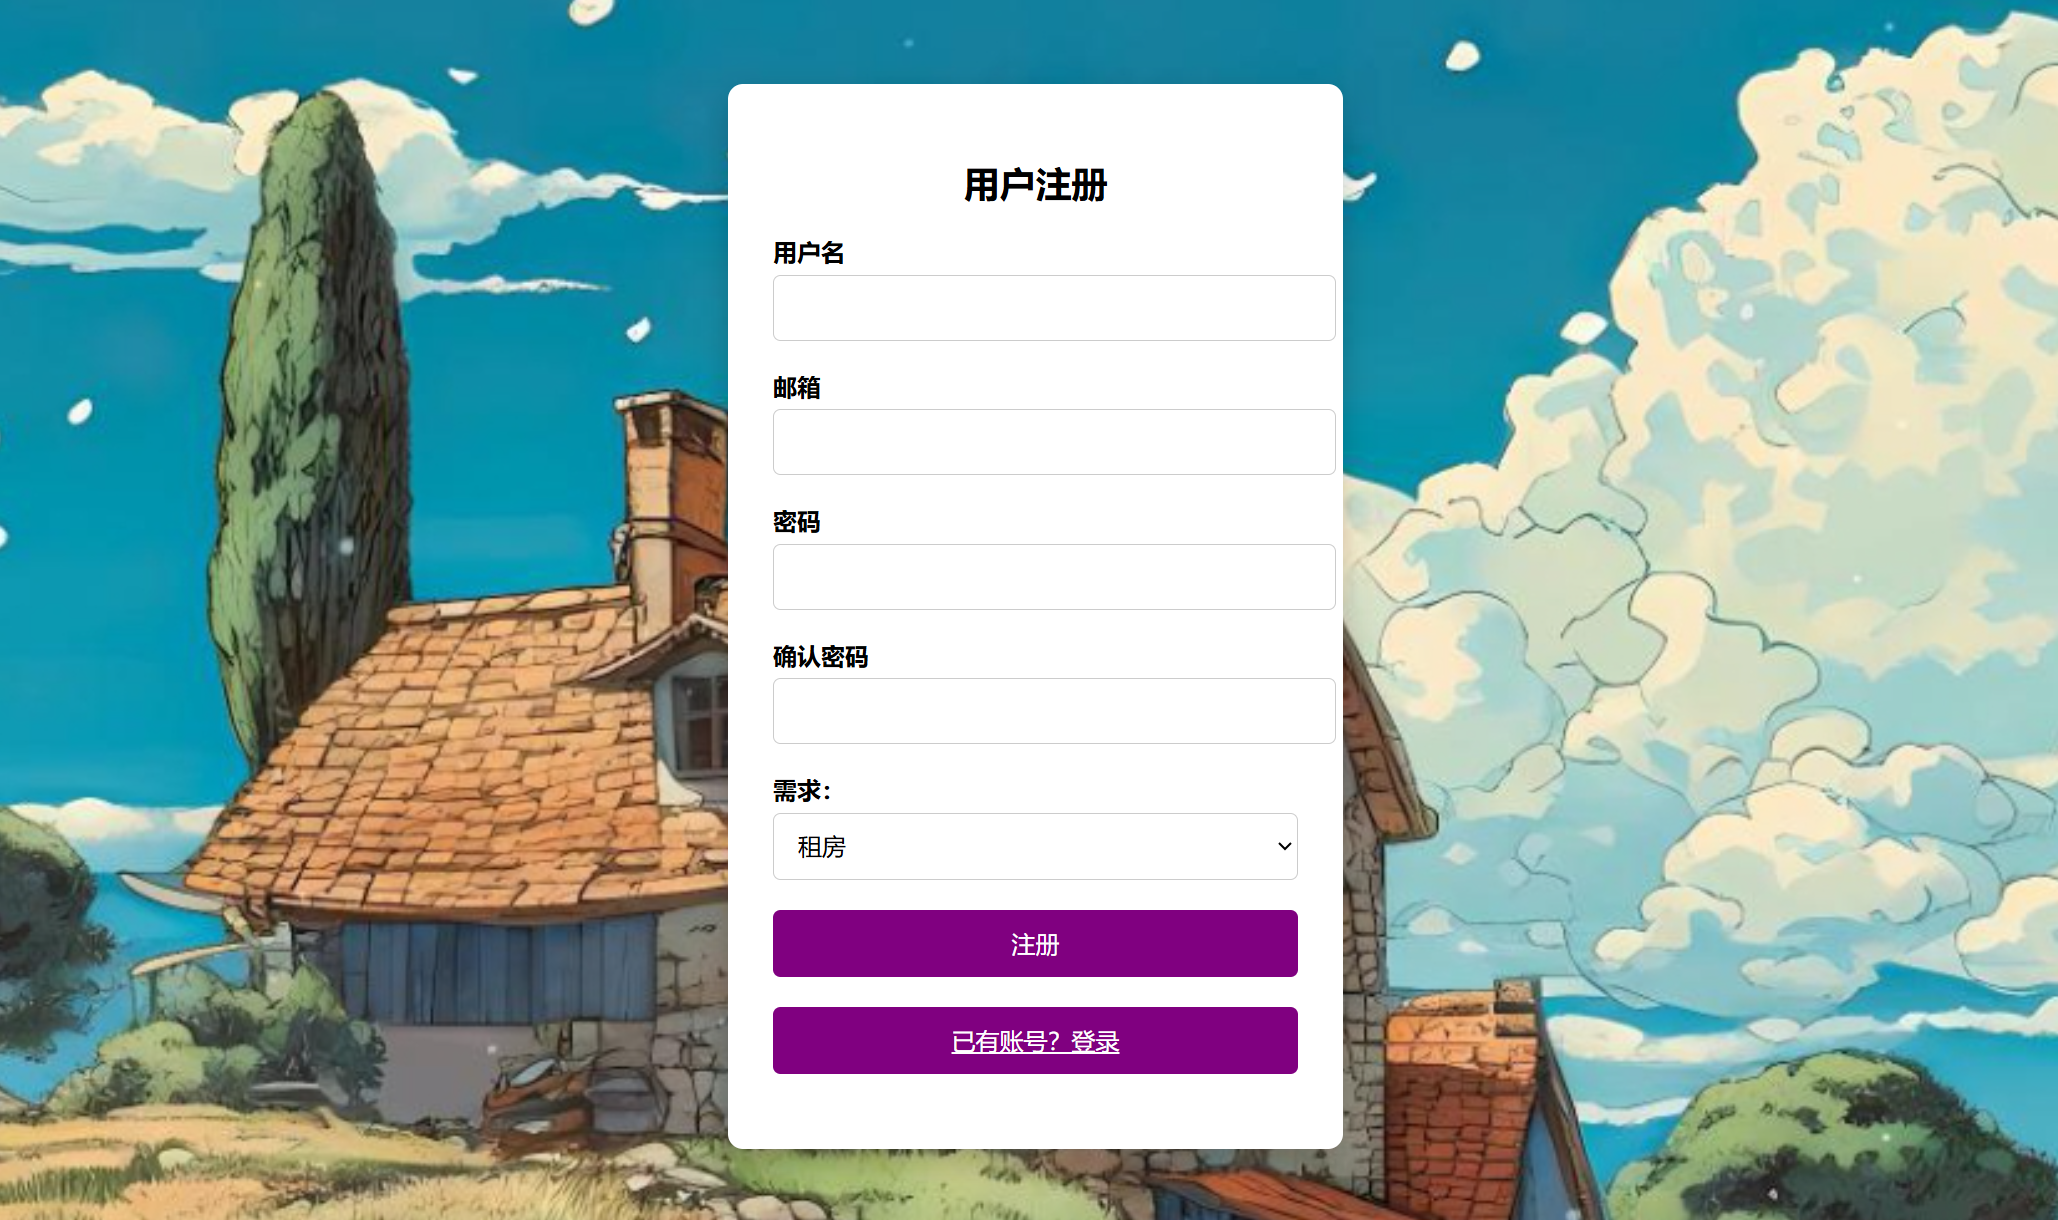 用户注册
用户名
邮箱
密码
确认密码
需求：
租房
注册
已有账号？登录